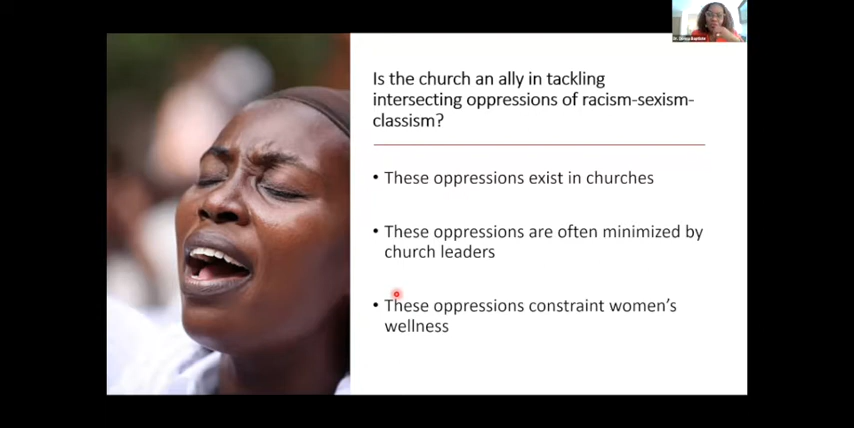 Is the church an ally in tackling
intersecting oppressions of racism-sexism-
classism?
• These oppressions exist in churches
• These oppressions are often minimized by
church leaders
• These oppressions constraint women's
wellness